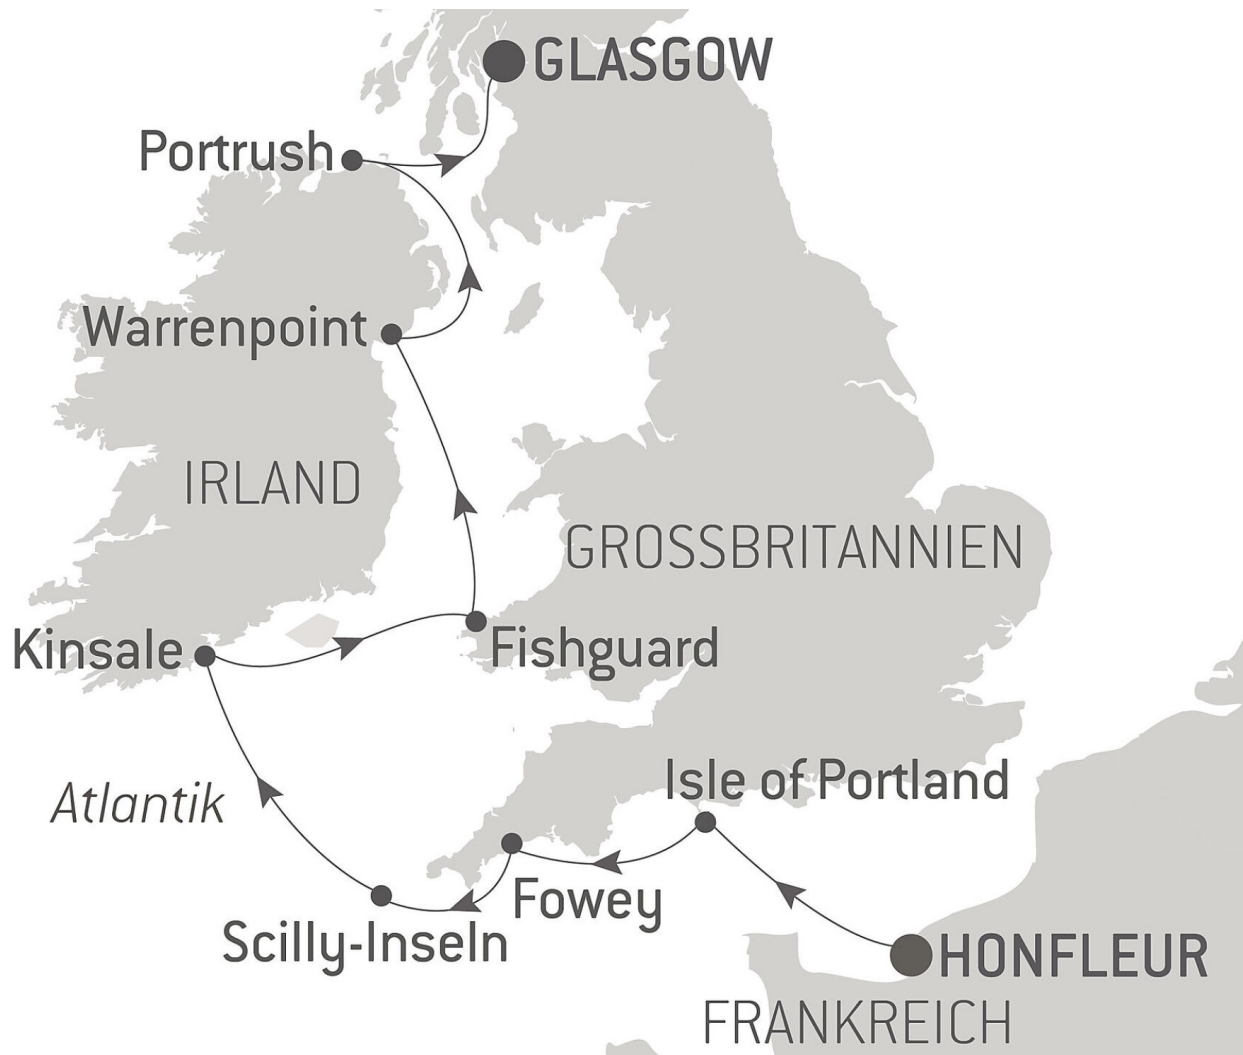 GLASGOW
Portrush
Warrenpoint
IRLAND
GROSSBRITANNIEN
Kinsale
Fishguard
Atlantik
Isle of Portland
Fowey
Scilly-Inseln
HONFLEUR
FRANKREICH